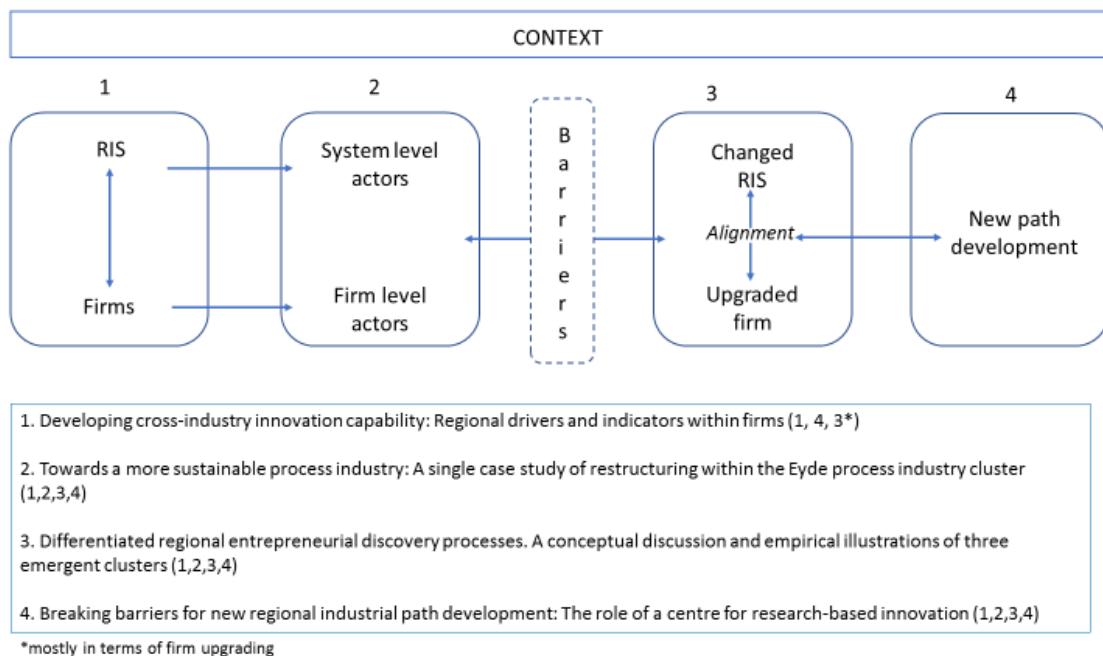 CONTEXT
1
2
3
4
RIS
Firms
System level
actors
Firm level
actors
Barriers
Changed
RIS
Alignment
Upgraded
firm
New path
development
1. Developing cross-industry innovation capability: Regional drivers and indicators within firms (1, 4, 3*)
2. Towards a more sustainable process industry: A single case study of restructuring within the Eyde process industry cluster
(1,2,3,4)
3. Differentiated regional entrepreneurial discovery processes. A conceptual discussion and empirical illustrations of three
emergent clusters (1,2,3,4)
4. Breaking barriers for new regional industrial path development: The role of a centre for research-based innovation (1,2,3,4)
*mostly in terms of firm upgrading